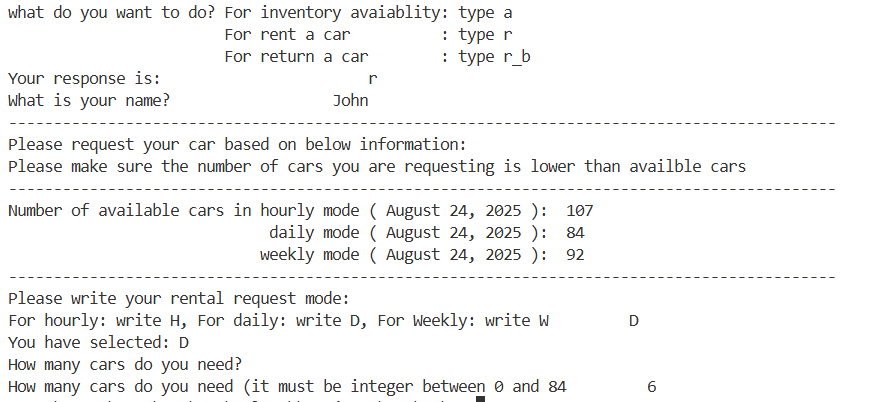 what do you want to do? For inventory avaiablity: type a
For rent a car : type r
For return a car : type r_b
Your response is: r
What is your name? John
-------------------------------------------------------------------------------------------
Please request your car based on below information:
Please make sure the number of cars you are requesting is lower than availble cars
-------------------------------------------------------------------------------------------
Number of available cars in hourly mode ( August 24, 2025 ): 107
daily mode ( August 24, 2025 ): 84
weekly mode ( August 24, 2025 ): 92
-------------------------------------------------------------------------------------------
Please write your rental request mode:
For hourly: write H, For daily: write D, For Weekly: write W D
You have selected: D
How many cars do you need?
How many cars do you need (it must be integer between 0 and 84 6